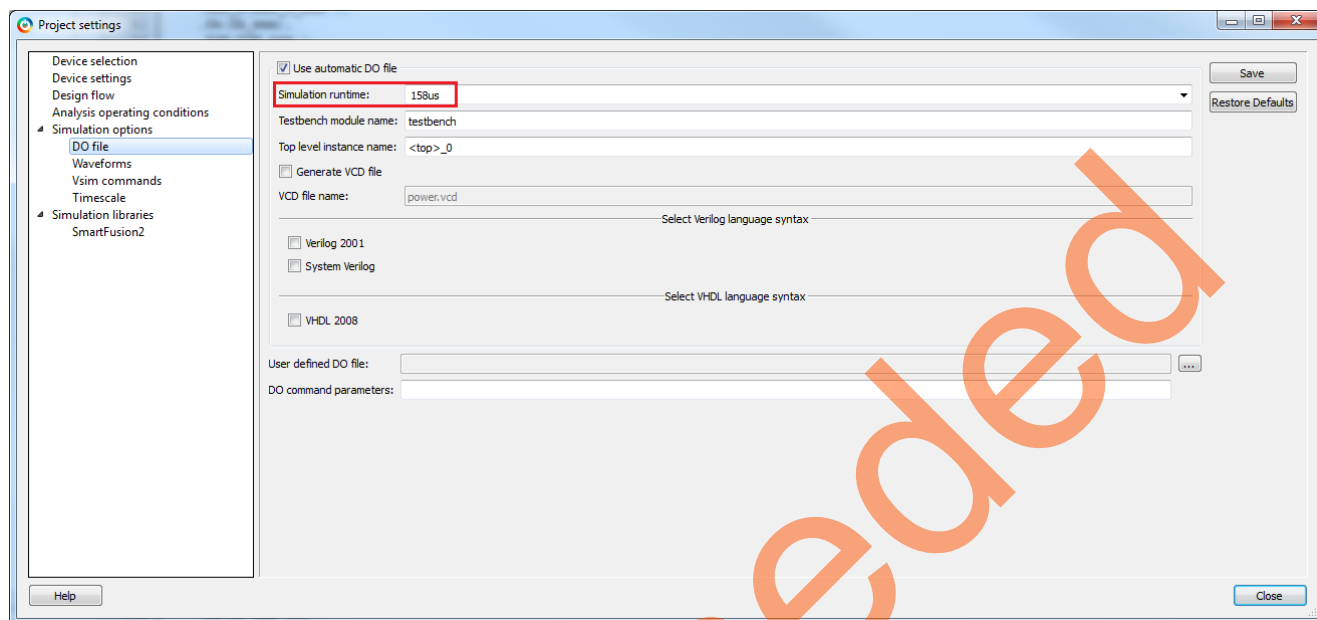 Project settings
Device selection
Device settings
Design flow
Analysis operating conditions
Simulation options
DO file
Waveforms
Vsim commands
Timescale
Simulation libraries
SmartFusion2
Use automatic DO file
Simulation runtime: 158us
Testbench module name: testbench
Top level instance name: <top>_0
Generate VCD file
VCD file name: power.vcd
Select Verilog language syntax
Verilog 2001
System Verilog
Select VHDL language syntax
VHDL 2008
User defined DO file: ...
DO command parameters:
Save
Restore Defaults
Help
Close